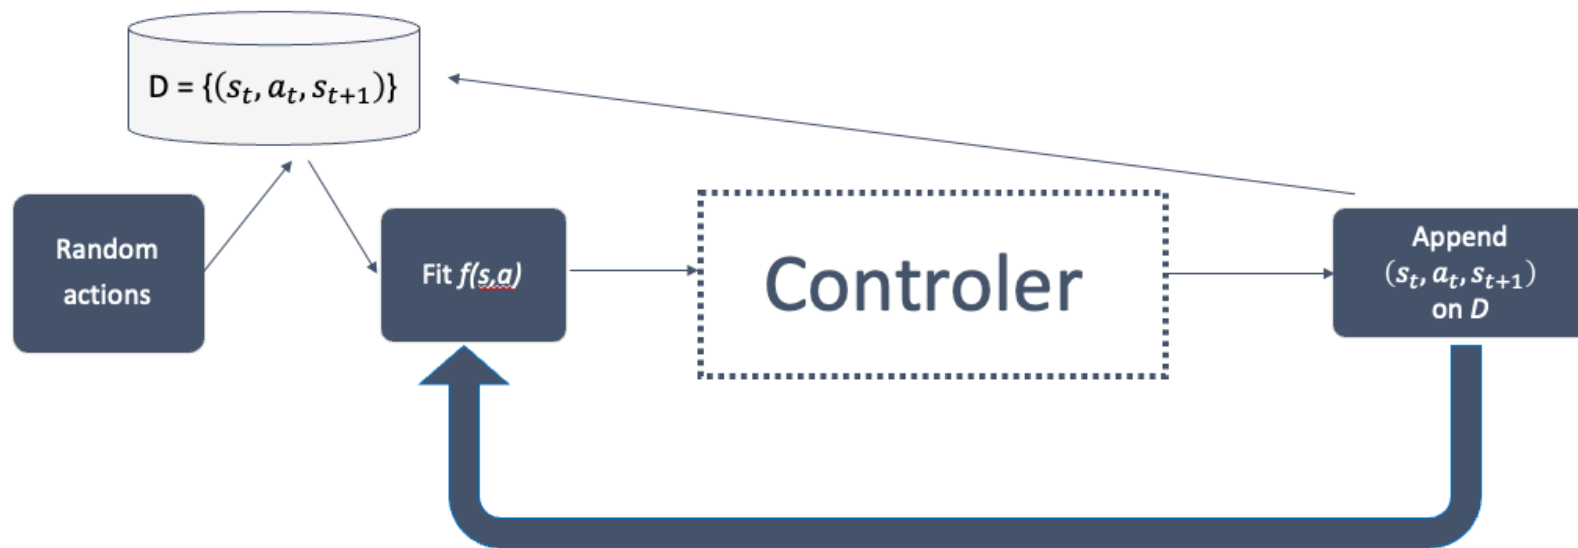 D = {(s_t, a_t, s_{t+1})}
Random
actions
Fit f(s,a)
Controler
Append
(s_t, a_t, s_{t+1})
on D